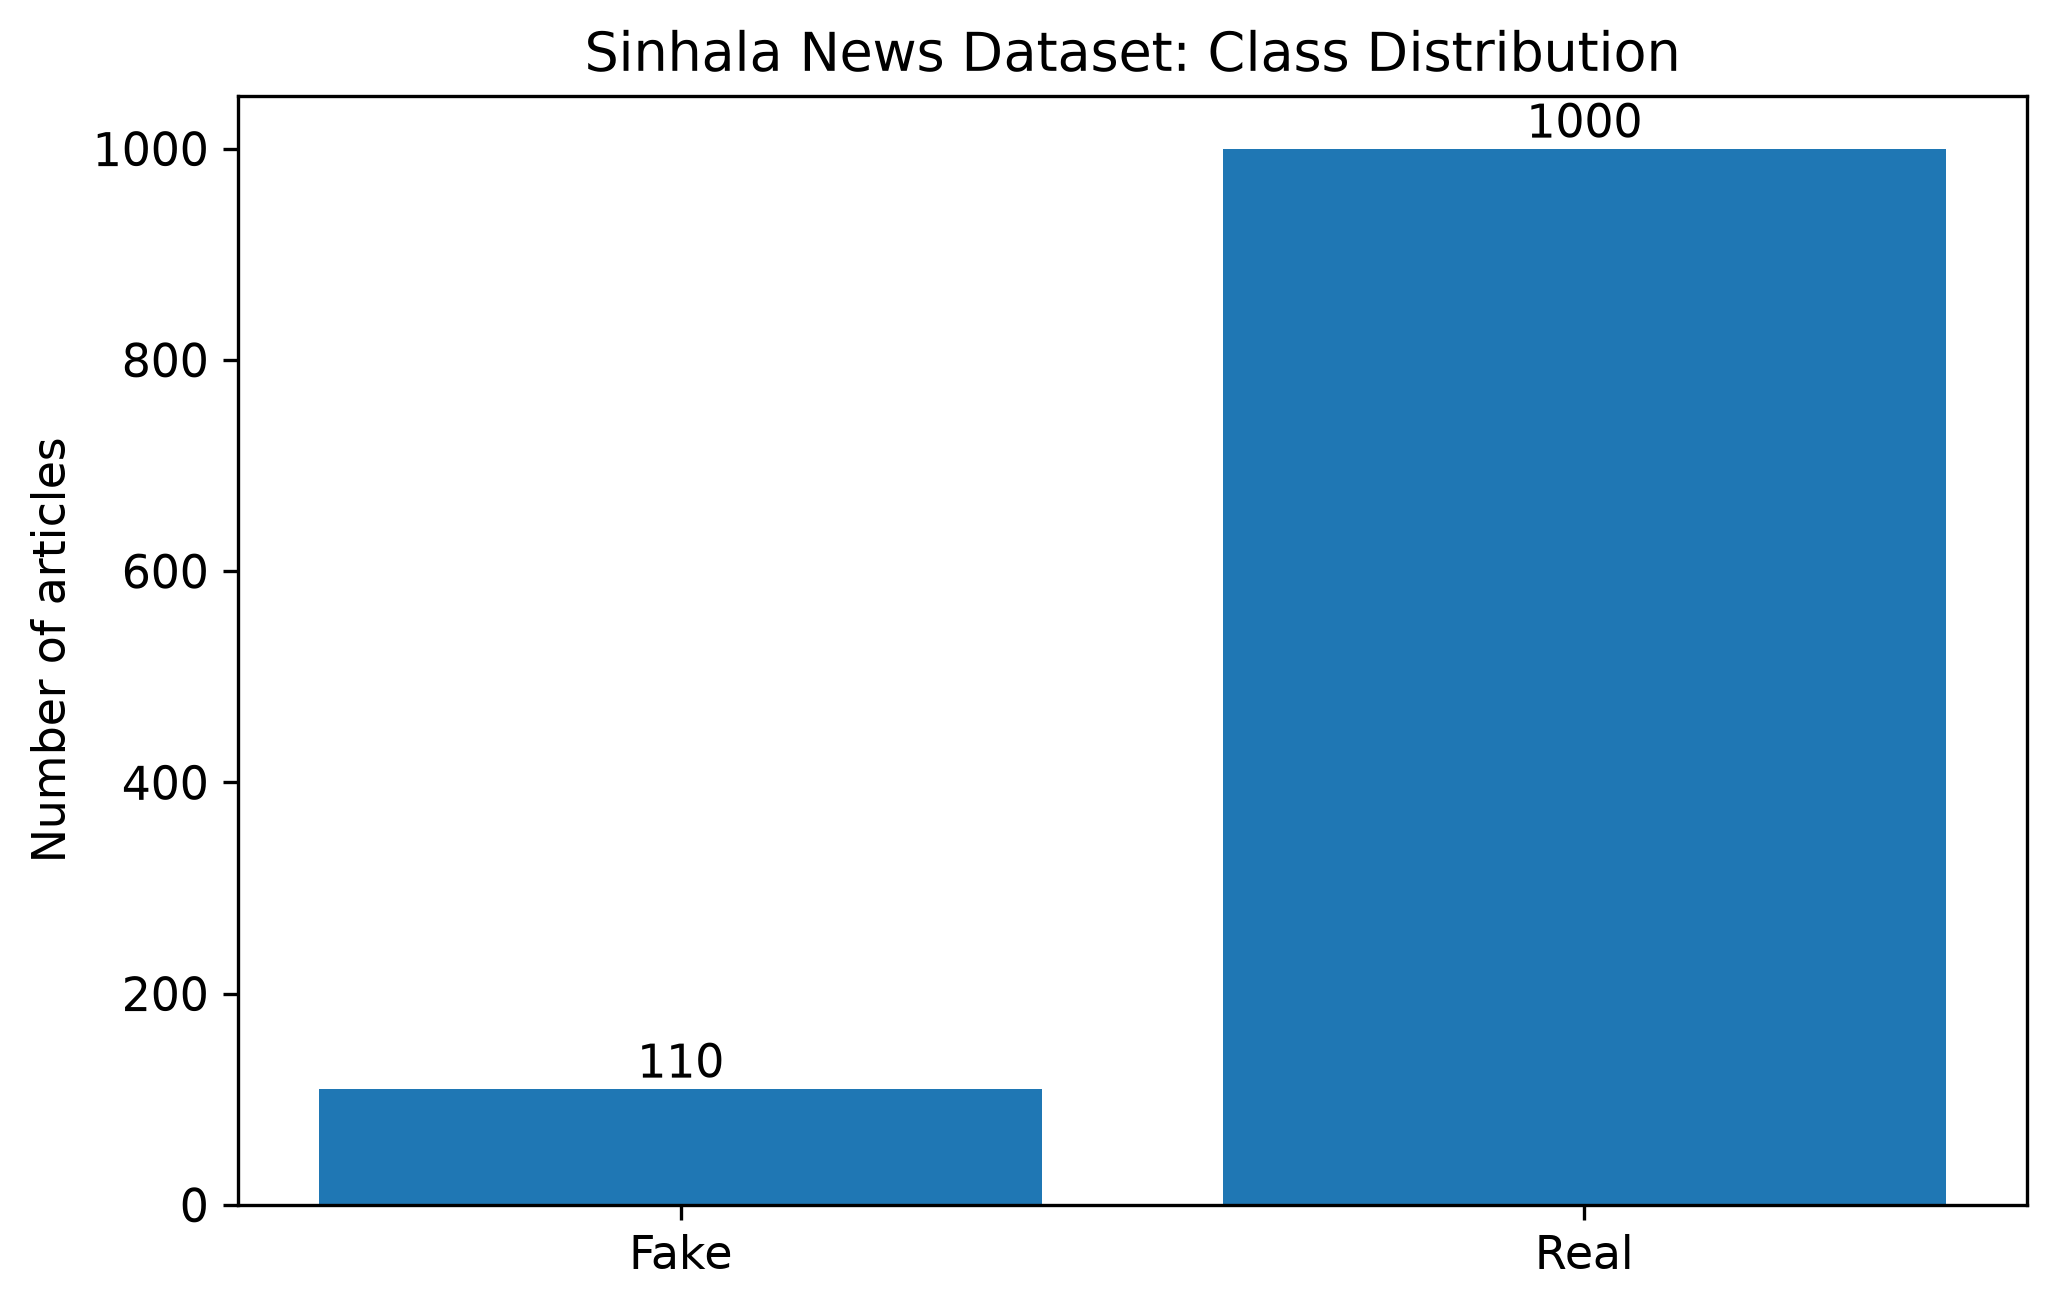 Sinhala News Dataset: Class Distribution
Number of articles
1000
800
600
400
200
0
110
1000
Fake
Real